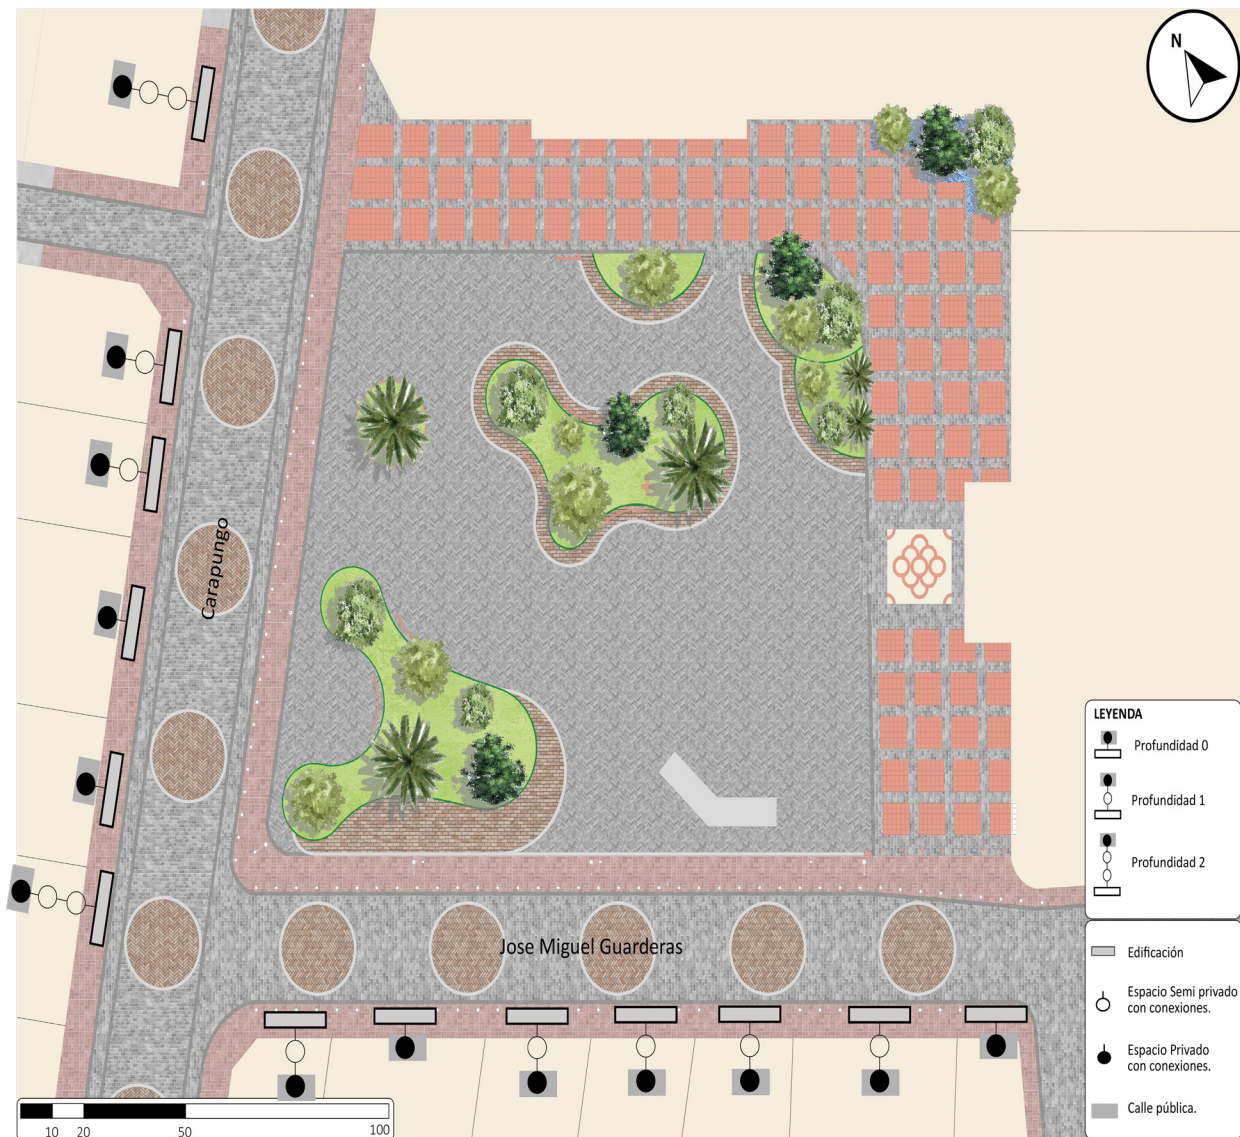 N
Carapungo
Jose Miguel Guarderas
LEYENDA
Profundidad 0
Profundidad 1
Profundidad 2
Edificación
Espacio Semi privado
con conexiones.
Espacio Privado
con conexiones.
Calle pública.
10 20 50 100